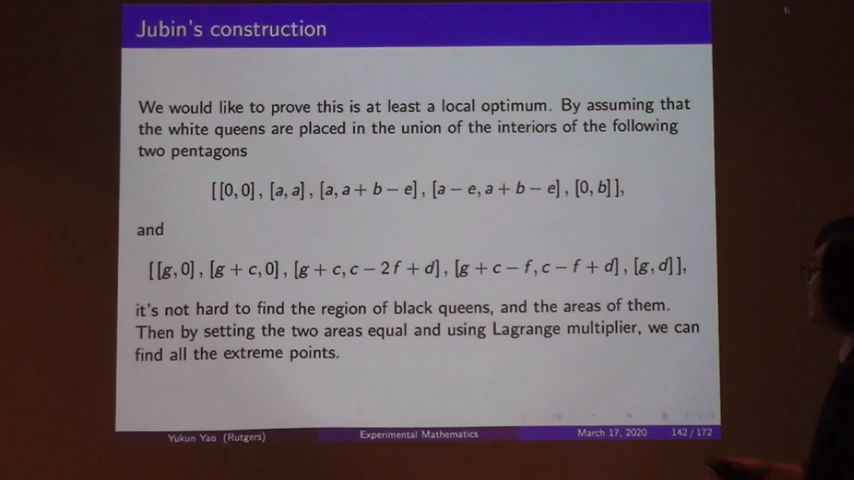 Jubin's construction
We would like to prove this is at least a local optimum. By assuming that
the white queens are placed in the union of the interiors of the following
two pentagons
[[0, 0], [a, a], [a, a + b − e], [a − e, a + b − e], [0, b]],
and
[[g, 0], [g + c, 0], [g + c, c − 2f + d], [g + c − f, c − f + d], [g, d]],
it's not hard to find the region of black queens, and the areas of them.
Then by setting the two areas equal and using Lagrange multiplier, we can
find all the extreme points.
Yukun Yao (Rutgers) Experimental Mathematics March 17, 2020 142 / 172